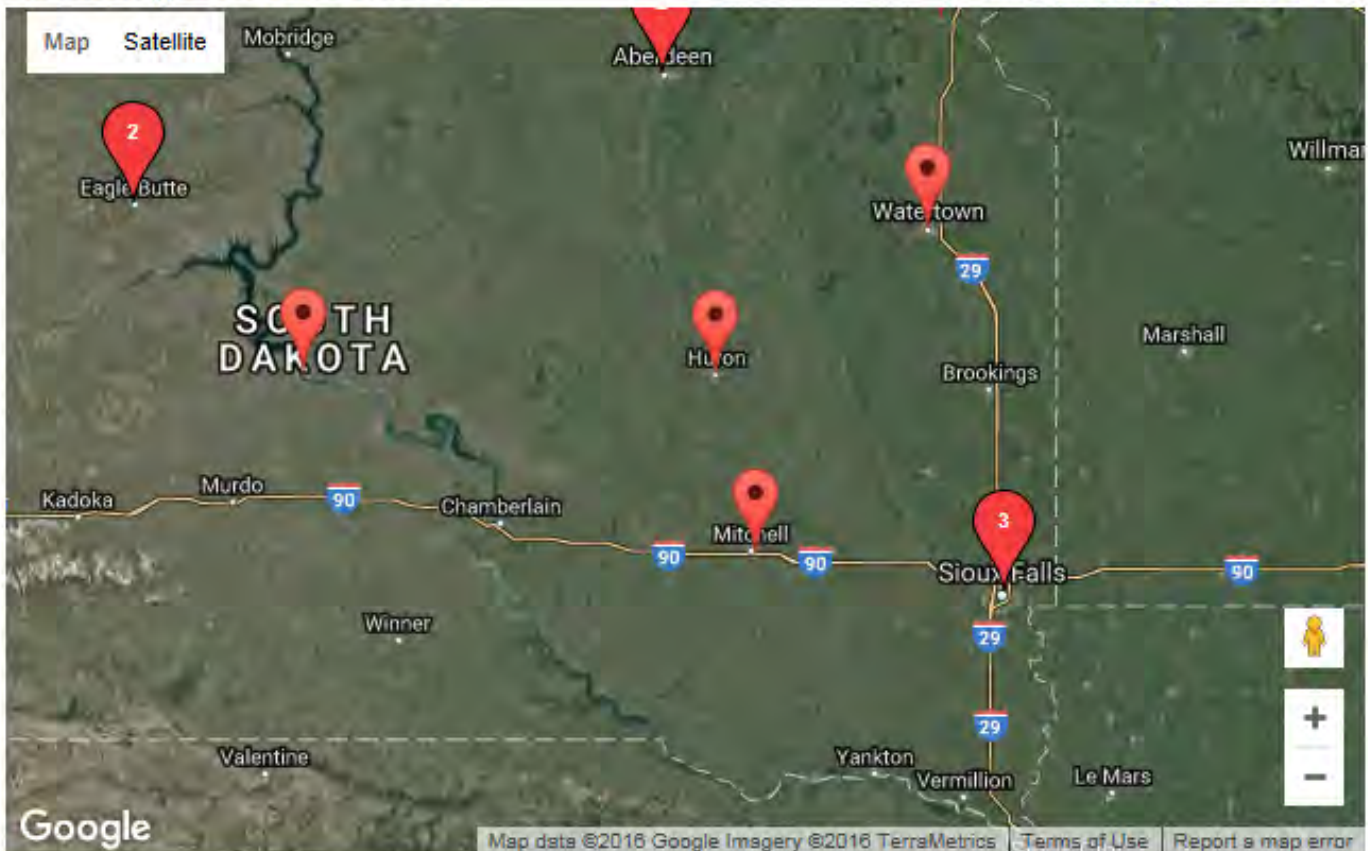 Map Satellite
Mobridge
Aberdeen
2
Eagle Butte
Willmar
Watertown
29
SOUTH
DAKOTA
Huron
Marshall
Brookings
Kadoka
Murdo
90
Chamberlain
3
Mitchell
90
90
Sioux Falls
90
Winner
29
29
Valentine
Yankton
Vermillion
Le Mars
+
−
Google
Map data ©2016 Google Imagery ©2016 TerraMetrics Terms of Use Report a map error